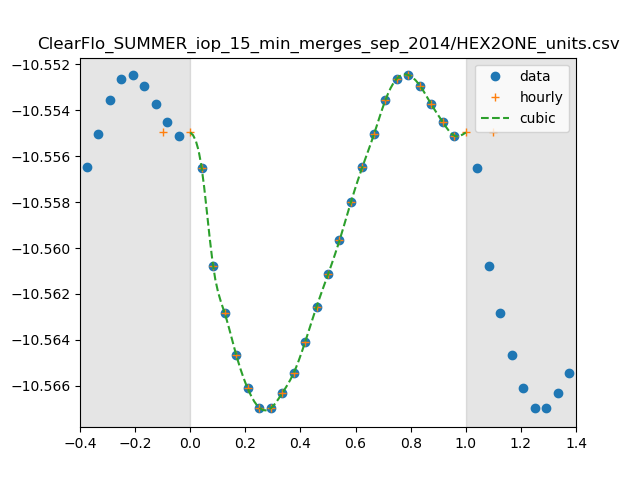 ClearFlo_SUMMER_iop_15_min_merges_sep_2014/HEX2ONE_units.csv
−10.552
−10.554
−10.556
−10.558
−10.560
−10.562
−10.564
−10.566
data
hourly
cubic
−0.4 −0.2 0.0 0.2 0.4 0.6 0.8 1.0 1.2 1.4